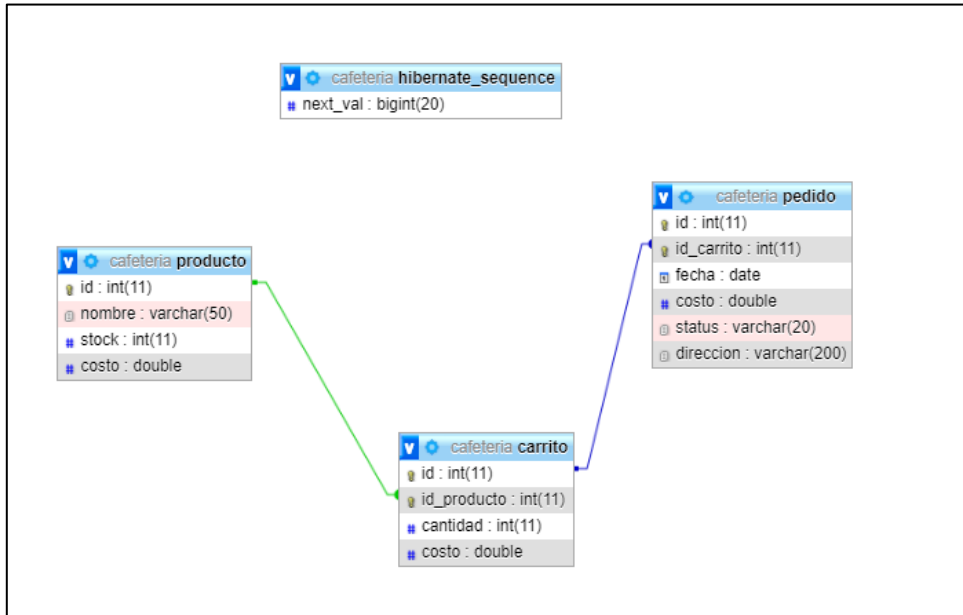 cafeteria hibernate_sequence
next_val : bigint(20)
cafeteria producto
id : int(11)
nombre : varchar(50)
stock : int(11)
costo : double
cafeteria pedido
id : int(11)
id_carrito : int(11)
fecha : date
costo : double
status : varchar(20)
direccion : varchar(200)
cafeteria carrito
id : int(11)
id_producto : int(11)
cantidad : int(11)
costo : double